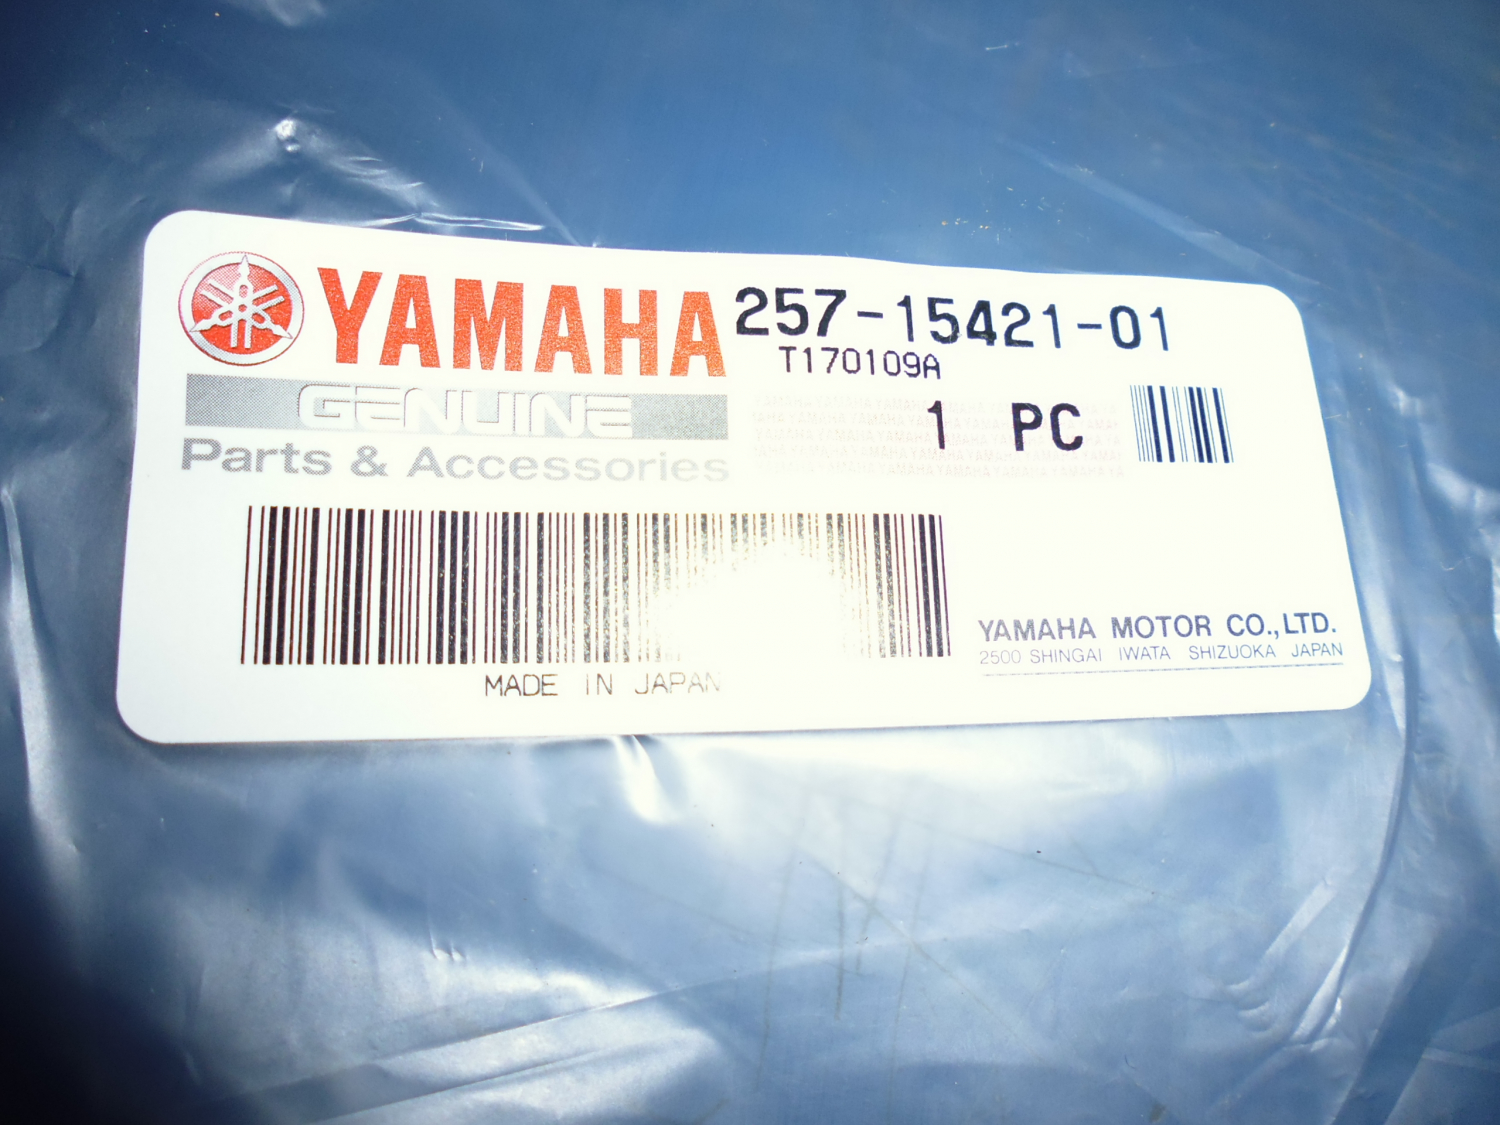 YAMAHA 257-15421-01
T170109A
GENUINE
1 PC
Parts & Accessories
MADE IN JAPAN
YAMAHA MOTOR CO., LTD.
2500 SHINGAI IWATA SHIZUOKA JAPAN